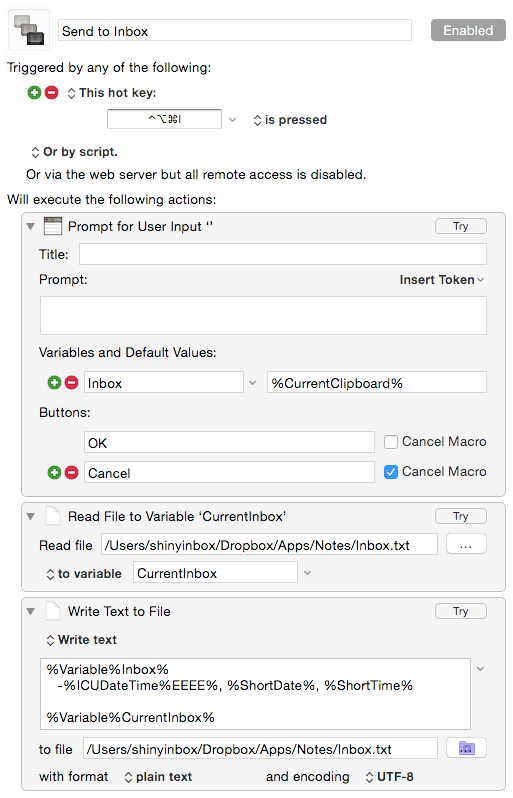 Send to Inbox
Enabled
Triggered by any of the following:
This hot key:
^⌥⌘I
is pressed
Or by script.
Or via the web server but all remote access is disabled.
Will execute the following actions:
Prompt for User Input ‘’
Try
Title:
Prompt:
Insert Token
Variables and Default Values:
Inbox
%CurrentClipboard%
Buttons:
OK
Cancel Macro
Cancel
Cancel Macro
Read File to Variable ‘CurrentInbox’
Try
Read file
/Users/shinyinbox/Dropbox/Apps/Notes/Inbox.txt
...
to variable
CurrentInbox
Write Text to File
Try
Write text
%Variable%Inbox%
-%ICUDateTime%EEEE%, %ShortDate%, %ShortTime%
%Variable%CurrentInbox%
to file
/Users/shinyinbox/Dropbox/Apps/Notes/Inbox.txt
with format
plain text
and encoding
UTF-8